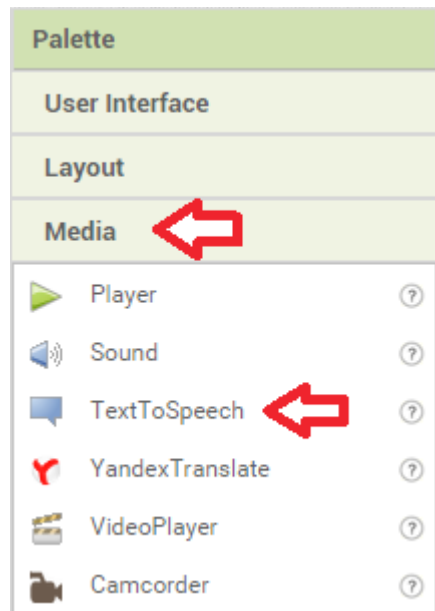 Palette
User Interface
Layout
Media
Player ?
Sound ?
TextToSpeech ?
YandexTranslate ?
VideoPlayer ?
Camcorder ?